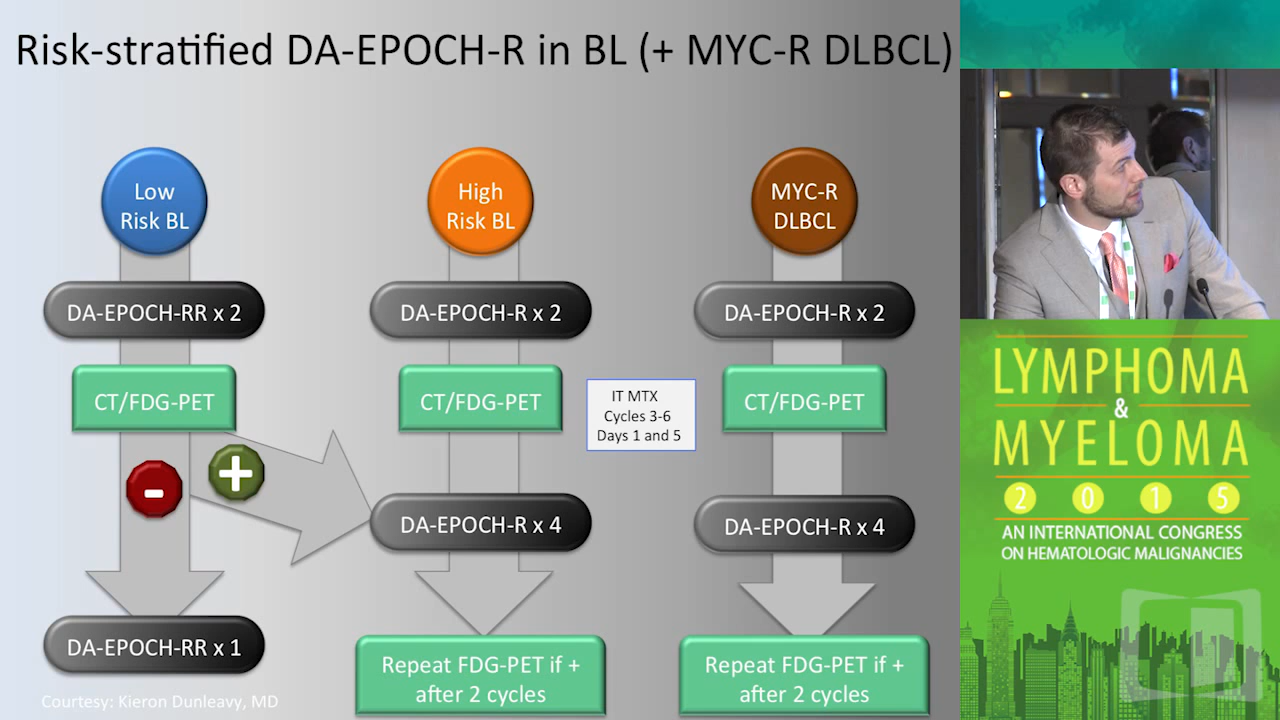 Risk-stratified DA-EPOCH-R in BL (+ MYC-R DLBCL)
Low
Risk BL
DA-EPOCH-RR x 2
CT/FDG-PET
-
+
DA-EPOCH-RR x 1
High
Risk BL
DA-EPOCH-R x 2
CT/FDG-PET
DA-EPOCH-R x 4
Repeat FDG-PET if +
after 2 cycles
IT MTX
Cycles 3-6
Days 1 and 5
MYC-R
DLBCL
DA-EPOCH-R x 2
CT/FDG-PET
DA-EPOCH-R x 4
Repeat FDG-PET if +
after 2 cycles
Courtesy: Kieron Dunleavy, MD
LYMPHOMA
&
MYELOMA
2015
AN INTERNATIONAL CONGRESS
ON HEMATOLOGIC MALIGNANCIES